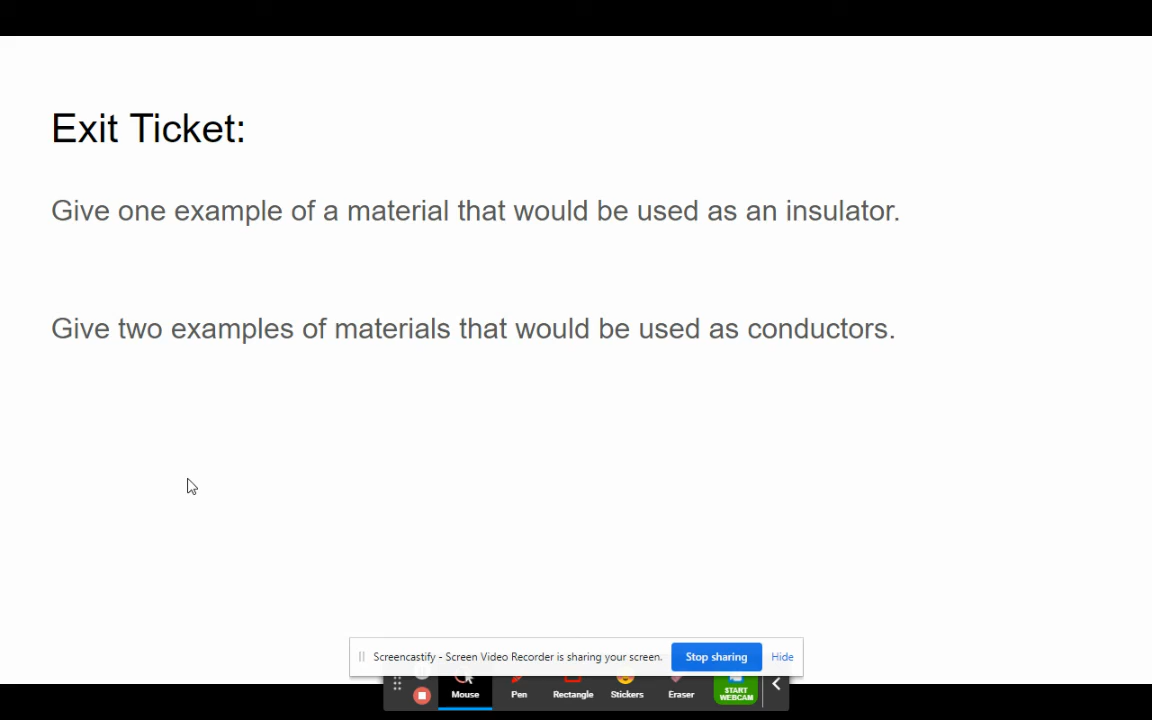 Exit Ticket:
Give one example of a material that would be used as an insulator.
Give two examples of materials that would be used as conductors.
Screencastify - Screen Video Recorder is sharing your screen.
Stop sharing
Hide
Mouse
Pen
Rectangle
Stickers
Eraser
START
WEBCAM